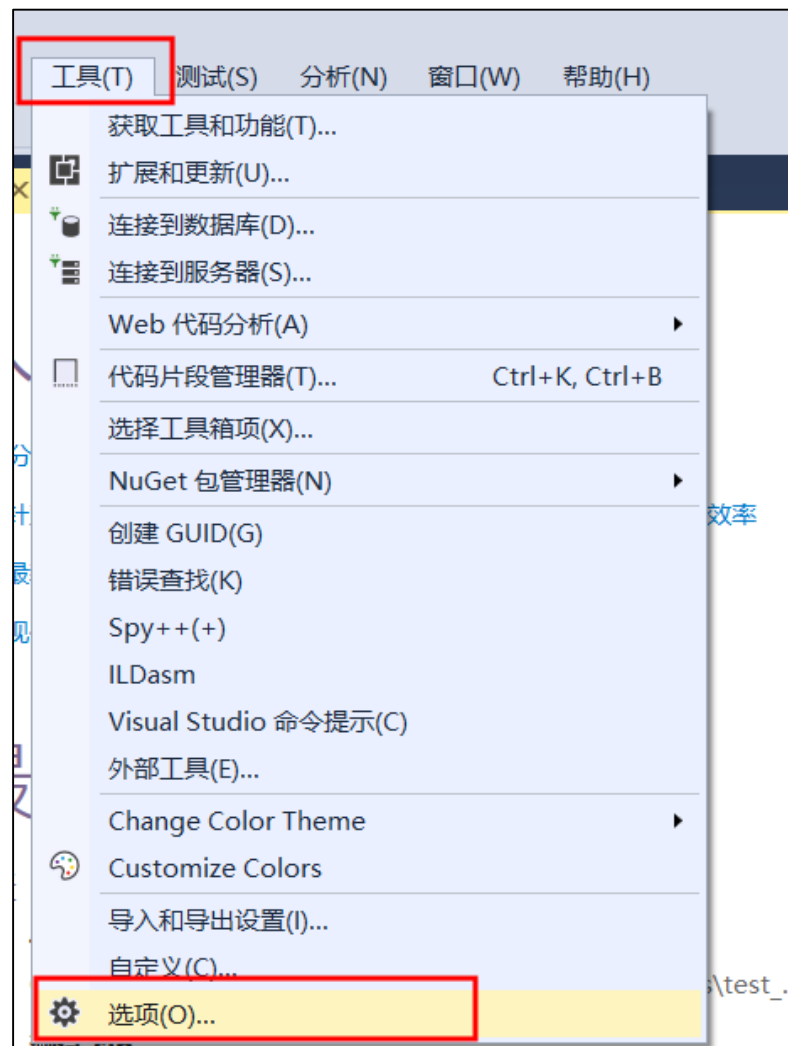 工具(T) 测试(S) 分析(N) 窗口(W) 帮助(H)
获取工具和功能(T)...
扩展和更新(U)...
连接到数据库(D)...
连接到服务器(S)...
Web 代码分析(A)
代码片段管理器(T)... Ctrl+K, Ctrl+B
选择工具箱项(X)...
分
NuGet 包管理器(N)
效率
创建 GUID(G)
错误查找(K)
Spy++(+)
ILDasm
Visual Studio 命令提示(C)
外部工具(E)...
Change Color Theme
Customize Colors
导入和导出设置(I)...
自定义(C)...
s\test_.
选项(O)...